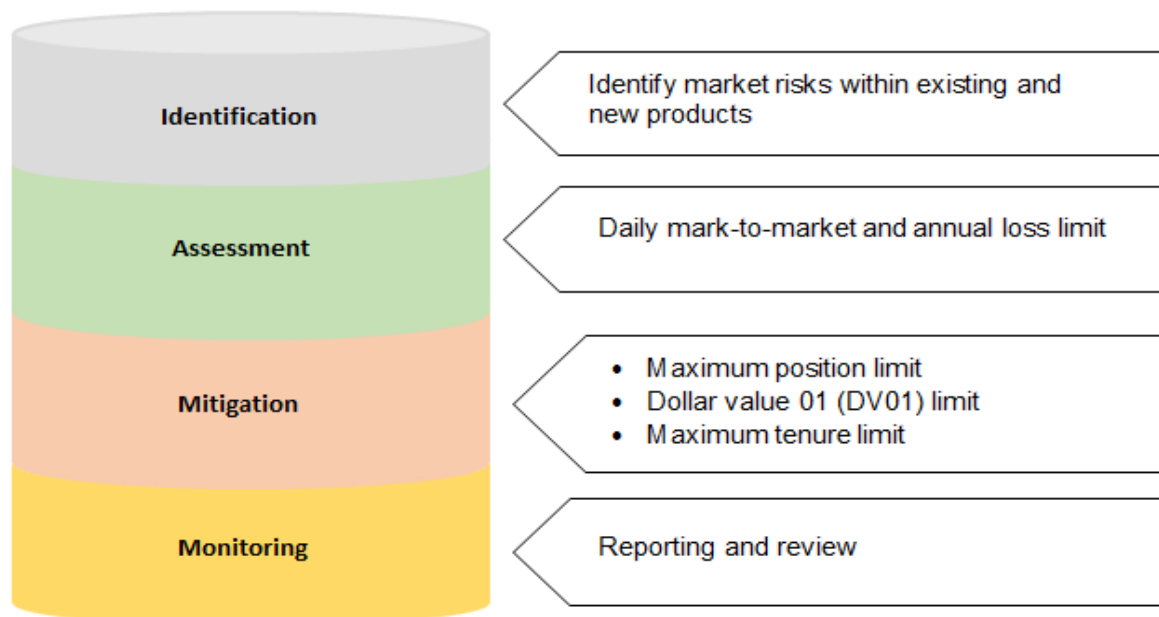 Identification
Identify market risks within existing and
new products
Assessment
Daily mark-to-market and annual loss limit
Mitigation
• Maximum position limit
• Dollar value 01 (DV01) limit
• Maximum tenure limit
Monitoring
Reporting and review